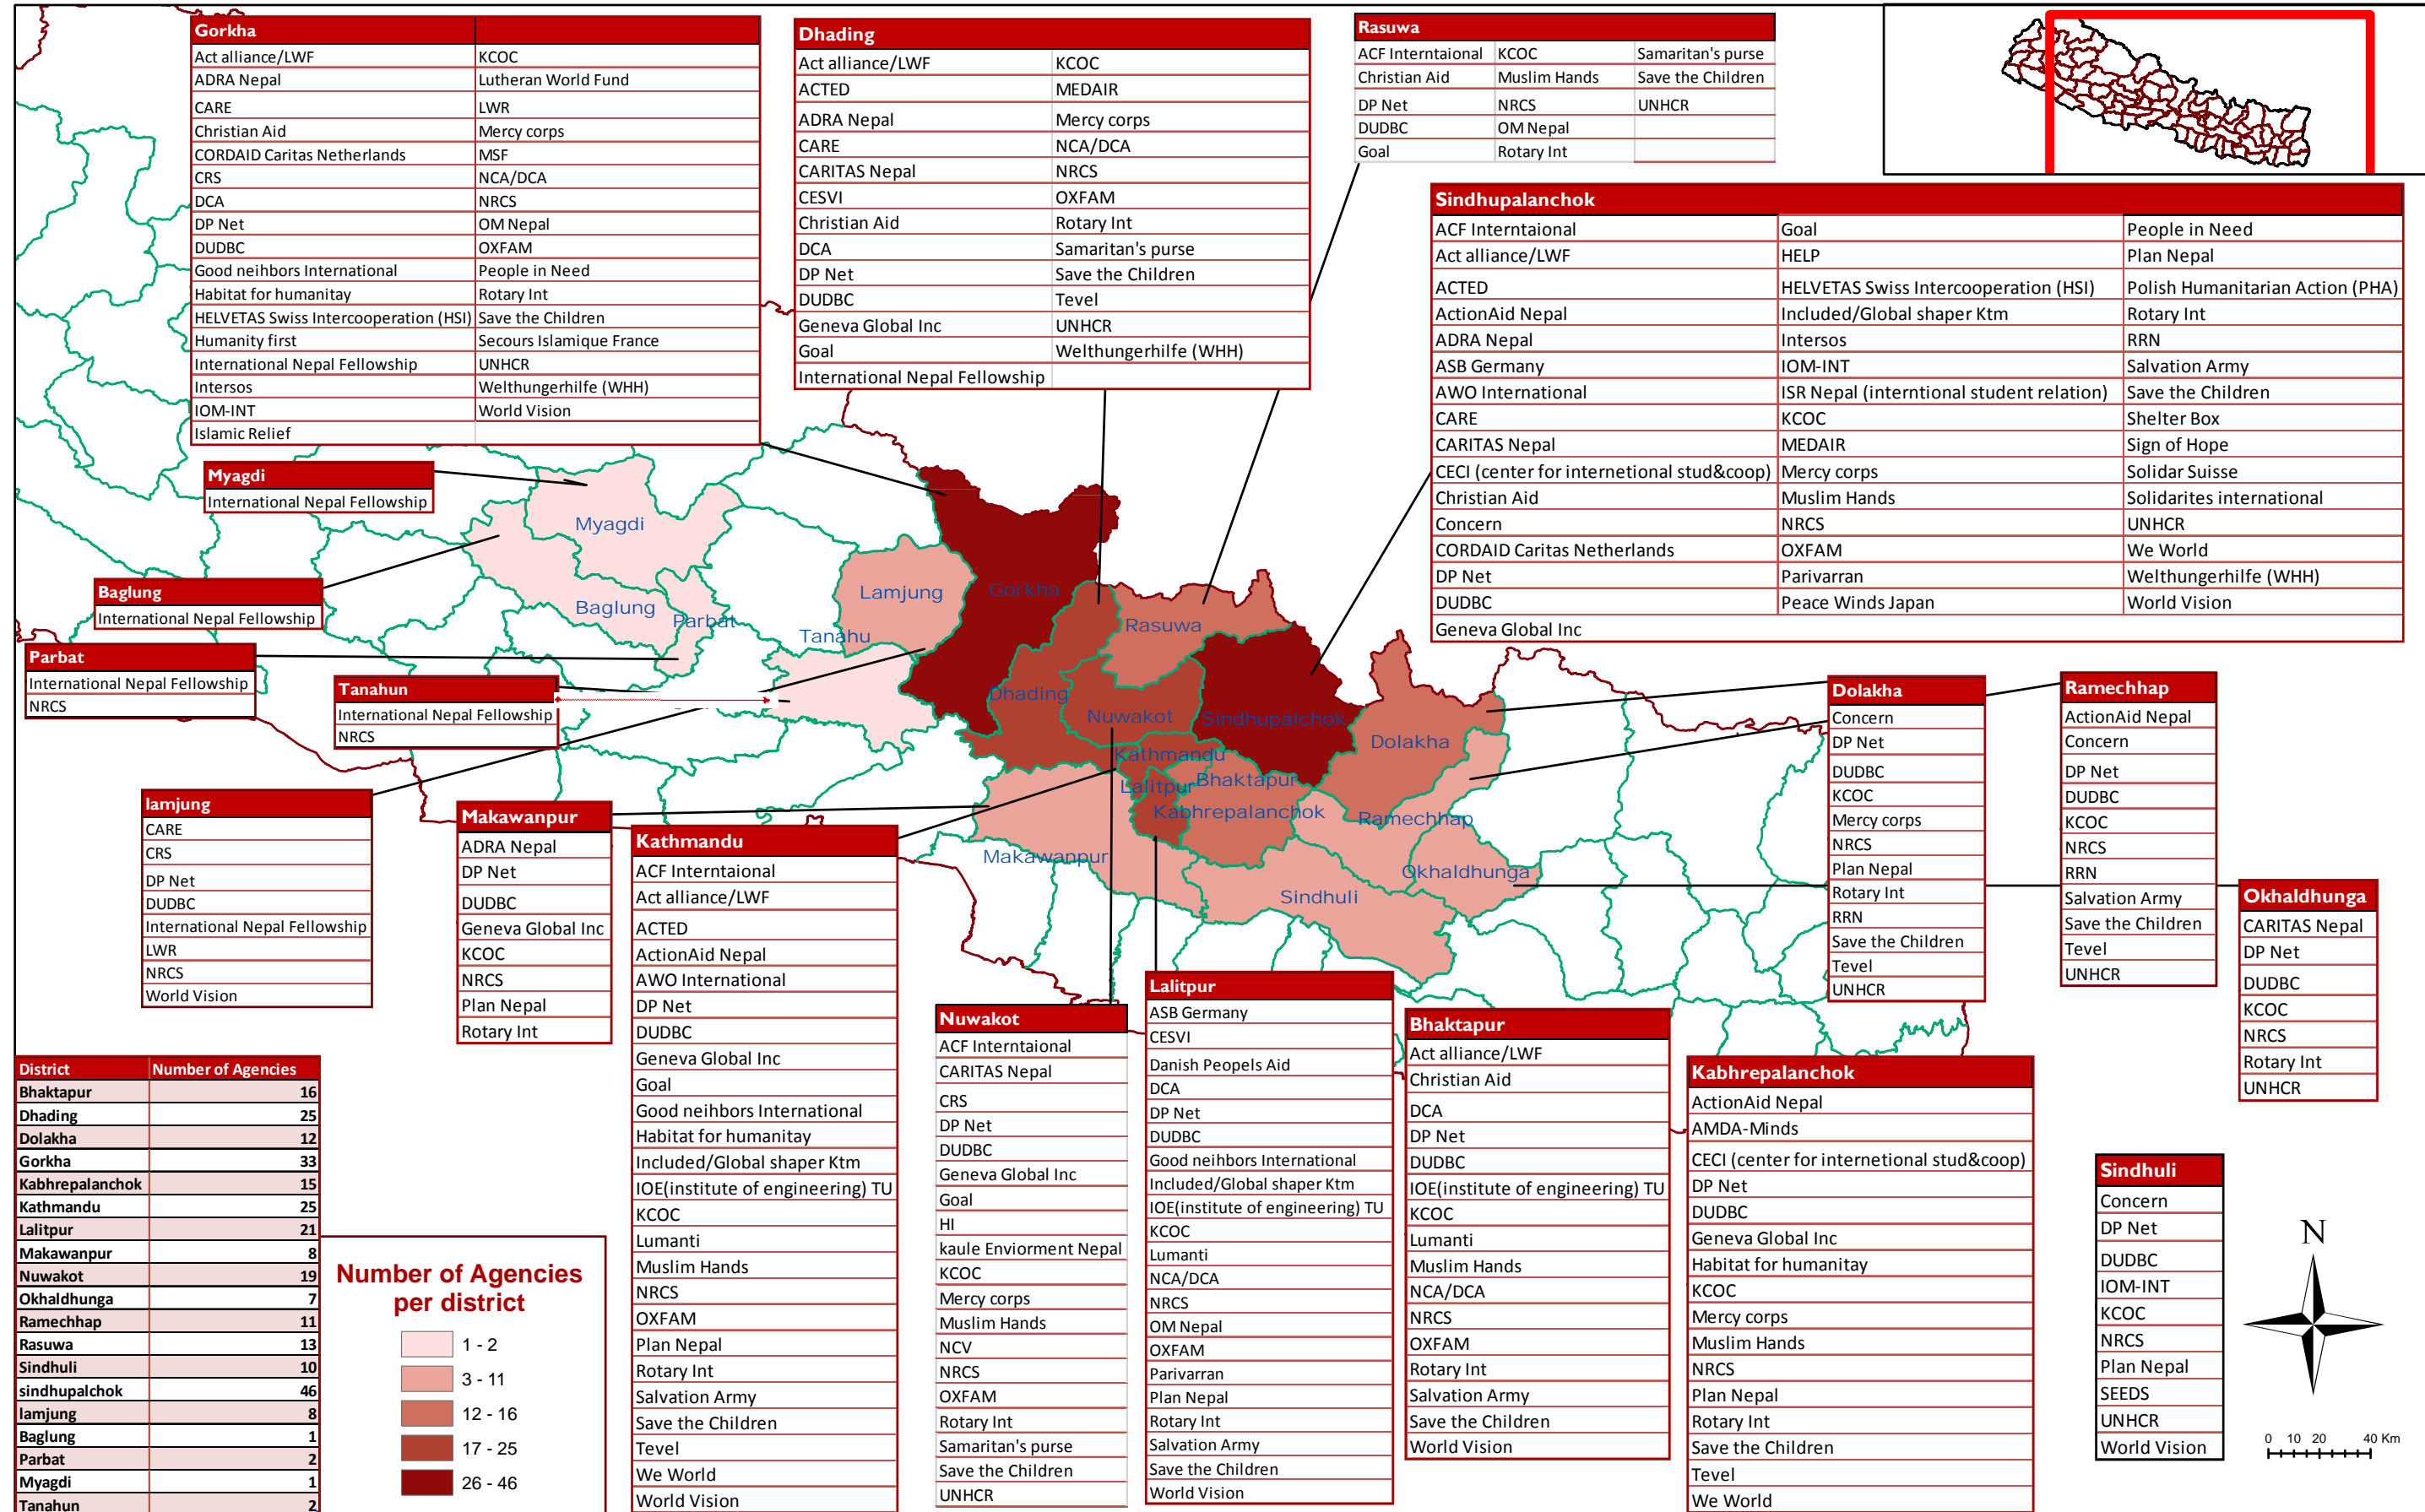 Gorkha
Act alliance/LWF KCOC
ADRA Nepal Lutheran World Fund
CARE LWR
Christian Aid Mercy corps
CORDAID Caritas Netherlands MSF
CRS NCA/DCA
DCA NRCS
DP Net OM Nepal
DUDBC OXFAM
Good neihbors International People in Need
Habitat for humanitay Rotary Int
HELVETAS Swiss Intercooperation (HSI) Save the Children
Humanity first Secours Islamique France
International Nepal Fellowship UNHCR
Intersos Welthungerhilfe (WHH)
IOM-INT World Vision
Islamic Relief
Dhading
Act alliance/LWF KCOC
ACTED MEDAIR
ADRA Nepal Mercy corps
CARE NCA/DCA
CARITAS Nepal NRCS
CESVI OXFAM
Christian Aid Rotary Int
DCA Samaritan's purse
DP Net Save the Children
DUDBC Tevel
Geneva Global Inc UNHCR
Goal Welthungerhilfe (WHH)
International Nepal Fellowship
Rasuwa
ACF Interntaional KCOC Samaritan's purse
Christian Aid Muslim Hands Save the Children
DP Net NRCS UNHCR
DUDBC OM Nepal
Goal Rotary Int
Sindhupalanchok
ACF Interntaional Goal People in Need
Act alliance/LWF HELP Plan Nepal
ACTED HELVETAS Swiss Intercooperation (HSI) Polish Humanitarian Action (PHA)
ActionAid Nepal Included/Global shaper Ktm Rotary Int
ADRA Nepal Intersos RRN
ASB Germany IOM-INT Salvation Army
AWO International ISR Nepal (interntional student relation) Save the Children
CARE KCOC Shelter Box
CARITAS Nepal MEDAIR Sign of Hope
CECI (center for internetional stud&coop) Mercy corps Solidar Suisse
Christian Aid Muslim Hands Solidarites international
Concern NRCS UNHCR
CORDAID Caritas Netherlands OXFAM We World
DP Net Parivarran Welthungerhilfe (WHH)
DUDBC Peace Winds Japan World Vision
Geneva Global Inc
Myagdi
International Nepal Fellowship
Baglung
International Nepal Fellowship
Parbat
International Nepal Fellowship
NRCS
Tanahun
International Nepal Fellowship
NRCS
Myagdi
Baglung
Parbat
Lamjung
Tanahu
Gorkha
Rasuwa
Dhading
Nuwakot
Sindhupalchok
Dolakha
Kathmandu
Bhaktapur
Lalitpur
Kabhrepalanchok
Ramechhap
Makawanpur
Okhaldhunga
Sindhuli
lamjung
CARE
CRS
DP Net
DUDBC
International Nepal Fellowship
LWR
NRCS
World Vision
Makawanpur
ADRA Nepal
DP Net
DUDBC
Geneva Global Inc
KCOC
NRCS
Plan Nepal
Rotary Int
Kathmandu
ACF Interntaional
Act alliance/LWF
ACTED
ActionAid Nepal
AWO International
DP Net
DUDBC
Geneva Global Inc
Goal
Good neihbors International
Habitat for humanitay
Included/Global shaper Ktm
IOE(institute of engineering) TU
KCOC
Lumanti
Muslim Hands
NRCS
OXFAM
Plan Nepal
Rotary Int
Salvation Army
Save the Children
Tevel
We World
World Vision
Nuwakot
ACF Interntaional
CARITAS Nepal
CRS
DP Net
DUDBC
Geneva Global Inc
Goal
HI
kaule Enviorment Nepal
KCOC
Mercy corps
Muslim Hands
NCV
NRCS
OXFAM
Rotary Int
Samaritan's purse
Save the Children
UNHCR
Lalitpur
ASB Germany
CESVI
Danish Peopels Aid
DCA
DP Net
DUDBC
Good neihbors International
Included/Global shaper Ktm
IOE(institute of engineering) TU
KCOC
Lumanti
NCA/DCA
NRCS
OM Nepal
OXFAM
Parivarran
Plan Nepal
Rotary Int
Salvation Army
Save the Children
World Vision
Bhaktapur
Act alliance/LWF
Christian Aid
DCA
DP Net
DUDBC
IOE(institute of engineering) TU
KCOC
Lumanti
Muslim Hands
NCA/DCA
NRCS
OXFAM
Rotary Int
Salvation Army
Save the Children
World Vision
Kabhrepalanchok
ActionAid Nepal
AMDA-Minds
CECI (center for internetional stud&coop)
DP Net
DUDBC
Geneva Global Inc
Habitat for humanitay
KCOC
Mercy corps
Muslim Hands
NRCS
Plan Nepal
Rotary Int
Save the Children
Tevel
We World
Dolakha
Concern
DP Net
DUDBC
KCOC
Mercy corps
NRCS
Plan Nepal
Rotary Int
RRN
Save the Children
Tevel
UNHCR
Ramechhap
ActionAid Nepal
Concern
DP Net
DUDBC
KCOC
NRCS
RRN
Salvation Army
Save the Children
Tevel
UNHCR
Okhaldhunga
CARITAS Nepal
DP Net
DUDBC
KCOC
NRCS
Rotary Int
UNHCR
Sindhuli
Concern
DP Net
DUDBC
IOM-INT
KCOC
NRCS
Plan Nepal
SEEDS
UNHCR
World Vision
District Number of Agencies
Bhaktapur 16
Dhading 25
Dolakha 12
Gorkha 33
Kabhrepalanchok 15
Kathmandu 25
Lalitpur 21
Makawanpur 8
Nuwakot 19
Okhaldhunga 7
Ramechhap 11
Rasuwa 13
Sindhuli 10
sindhupalchok 46
lamjung 8
Baglung 1
Parbat 2
Myagdi 1
Tanahun 2
Number of Agencies
per district
1 - 2
3 - 11
12 - 16
17 - 25
26 - 46
N
0 10 20 40 Km